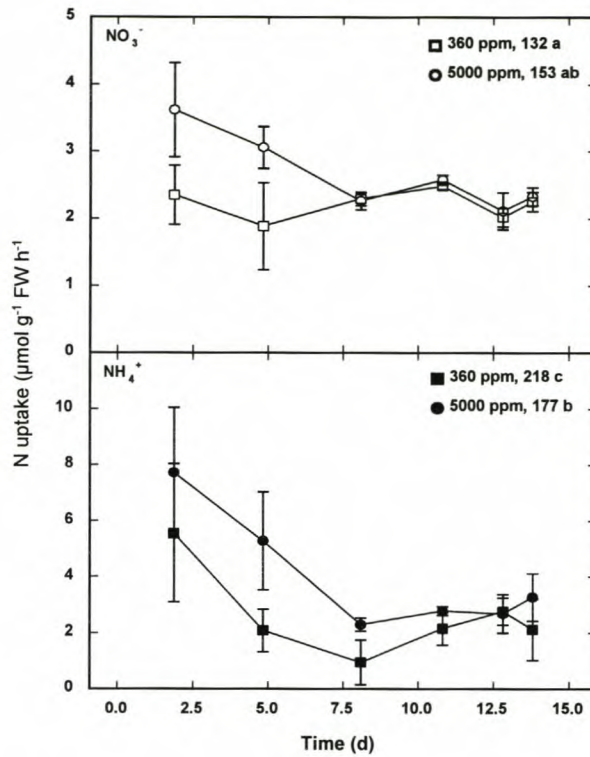 N uptake (µmol g⁻¹ FW h⁻¹)
5
NO₃⁻
360 ppm, 132 a
5000 ppm, 153 ab
4
3
2
1
0
NH₄⁺
360 ppm, 218 c
5000 ppm, 177 b
10
8
6
4
2
0
0.0 2.5 5.0 7.5 10.0 12.5 15.0
Time (d)